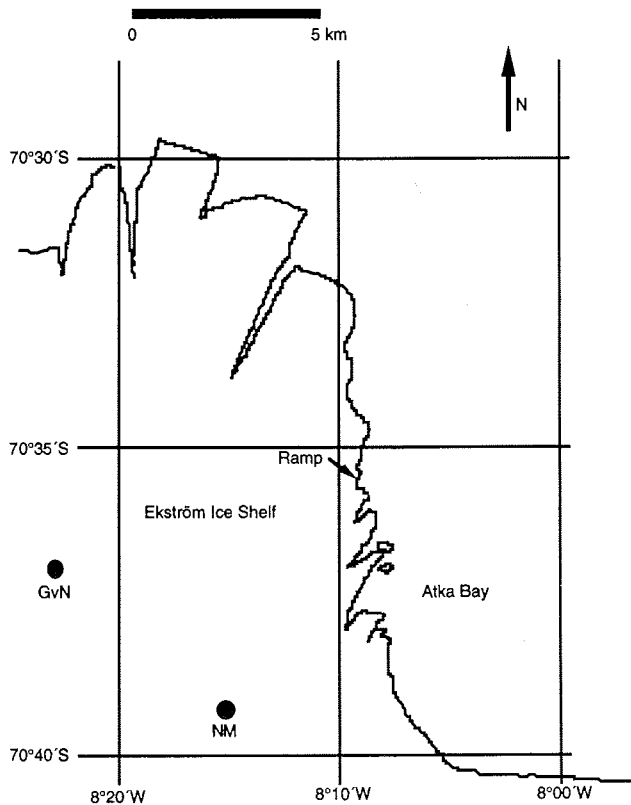 0 5 km
N
70°30´S
70°35´S
Ramp
Ekström Ice Shelf
GvN
Atka Bay
NM
70°40´S
8°20´W 8°10´W 8°00´W